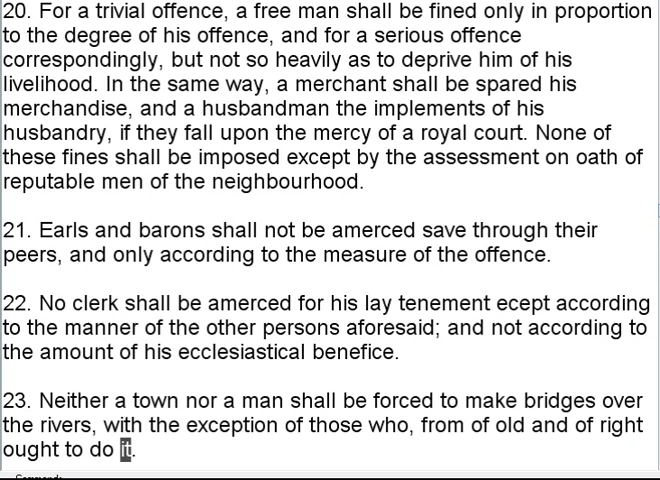 20. For a trivial offence, a free man shall be fined only in proportion
to the degree of his offence, and for a serious offence
correspondingly, but not so heavily as to deprive him of his
livelihood. In the same way, a merchant shall be spared his
merchandise, and a husbandman the implements of his
husbandry, if they fall upon the mercy of a royal court. None of
these fines shall be imposed except by the assessment on oath of
reputable men of the neighbourhood.
21. Earls and barons shall not be amerced save through their
peers, and only according to the measure of the offence.
22. No clerk shall be amerced for his lay tenement ecept according
to the manner of the other persons aforesaid; and not according to
the amount of his ecclesiastical benefice.
23. Neither a town nor a man shall be forced to make bridges over
the rivers, with the exception of those who, from of old and of right
ought to do it.